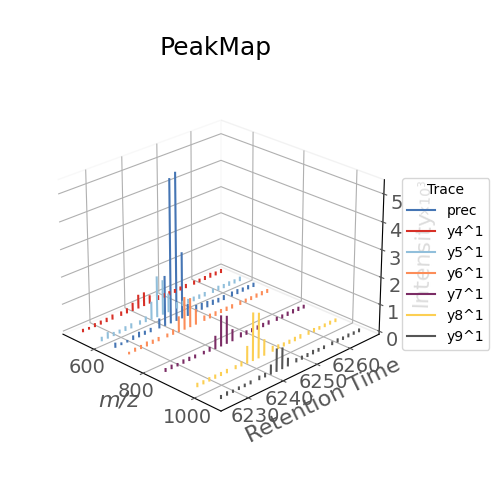 PeakMap
Trace
prec
y4^1
y5^1
y6^1
y7^1
y8^1
y9^1
Intensity
5
4
3
2
1
0
600
800
1000
m/z
6230
6240
6250
6260
Retention Time